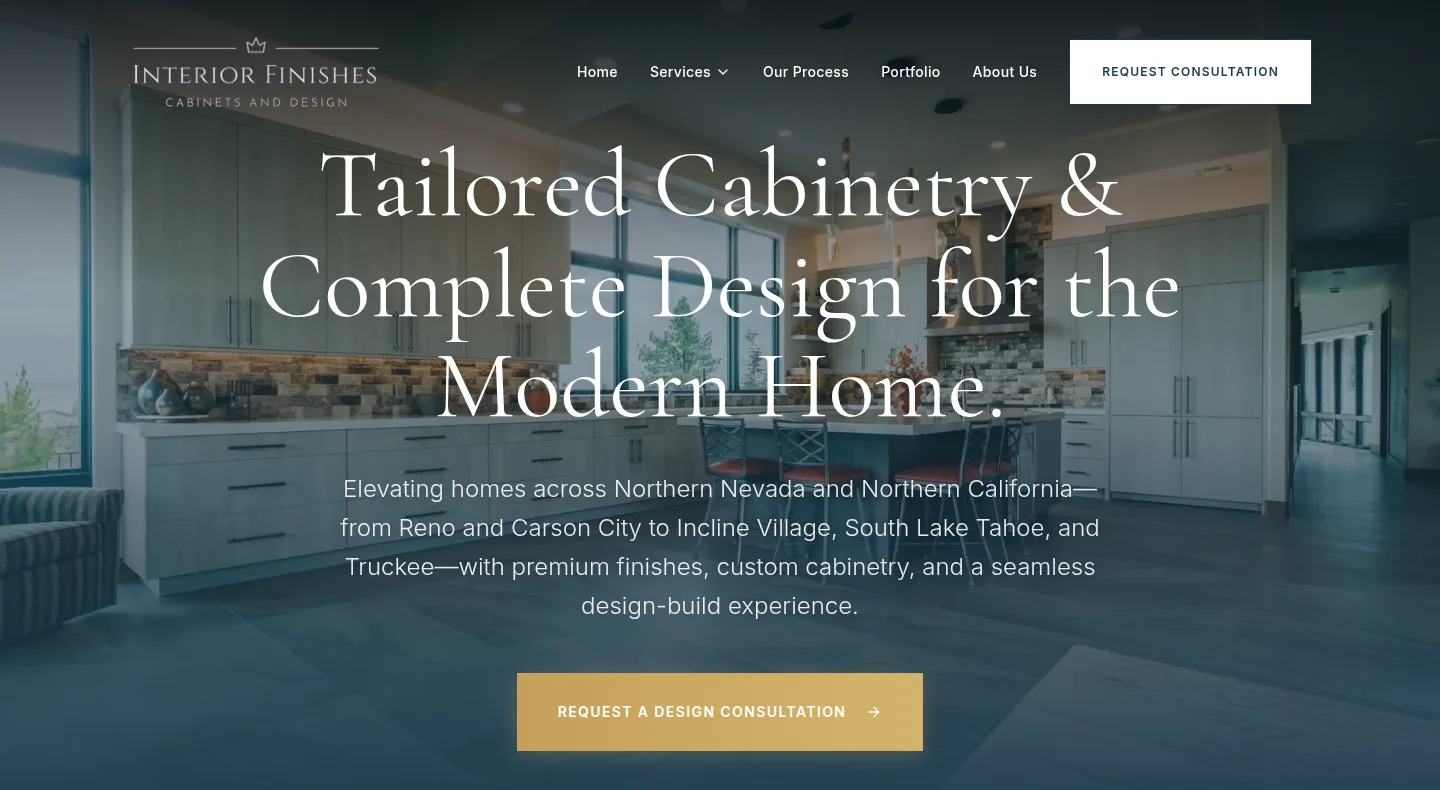 INTERIOR FINISHES
CABINETS AND DESIGN
Home
Services
Our Process
Portfolio
About Us
REQUEST CONSULTATION
Tailored Cabinetry &
Complete Design for the
Modern Home.
Elevating homes across Northern Nevada and Northern California—
from Reno and Carson City to Incline Village, South Lake Tahoe, and
Truckee—with premium finishes, custom cabinetry, and a seamless
design-build experience.
REQUEST A DESIGN CONSULTATION